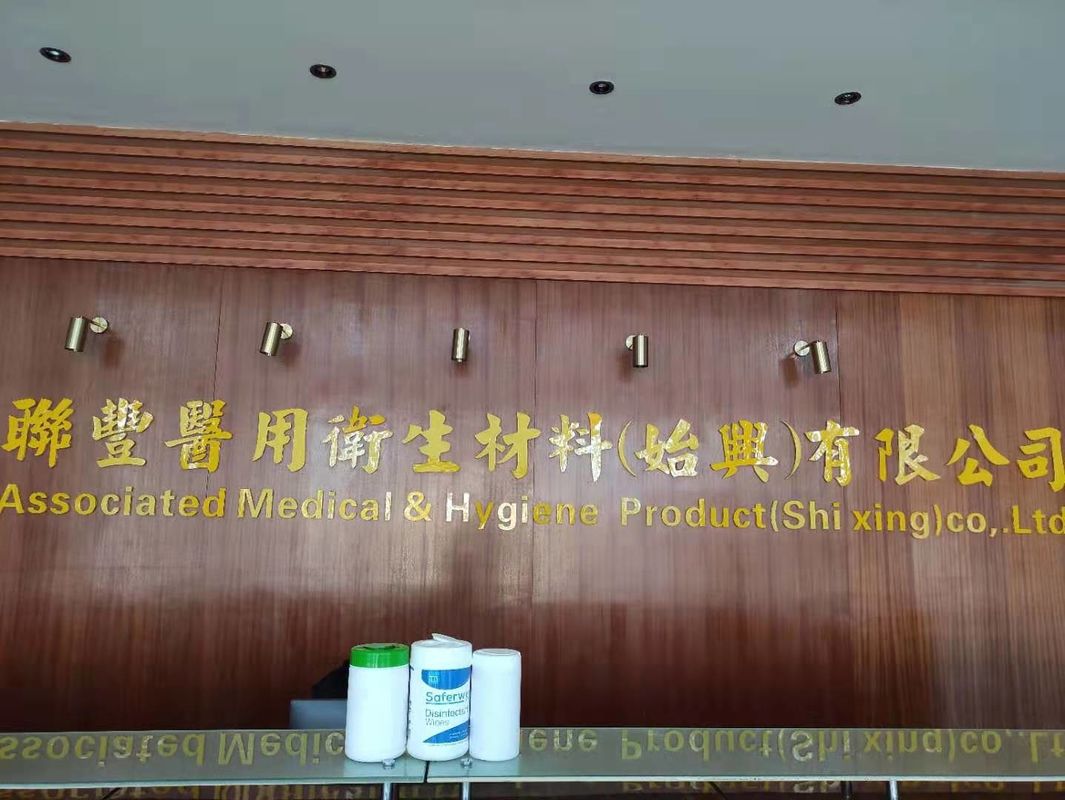 聯豐醫用衛生材料(始興)有限公司
Associated Medical & Hygiene Product(Shi xing)co,.Ltd
Disinfectant
Wipes